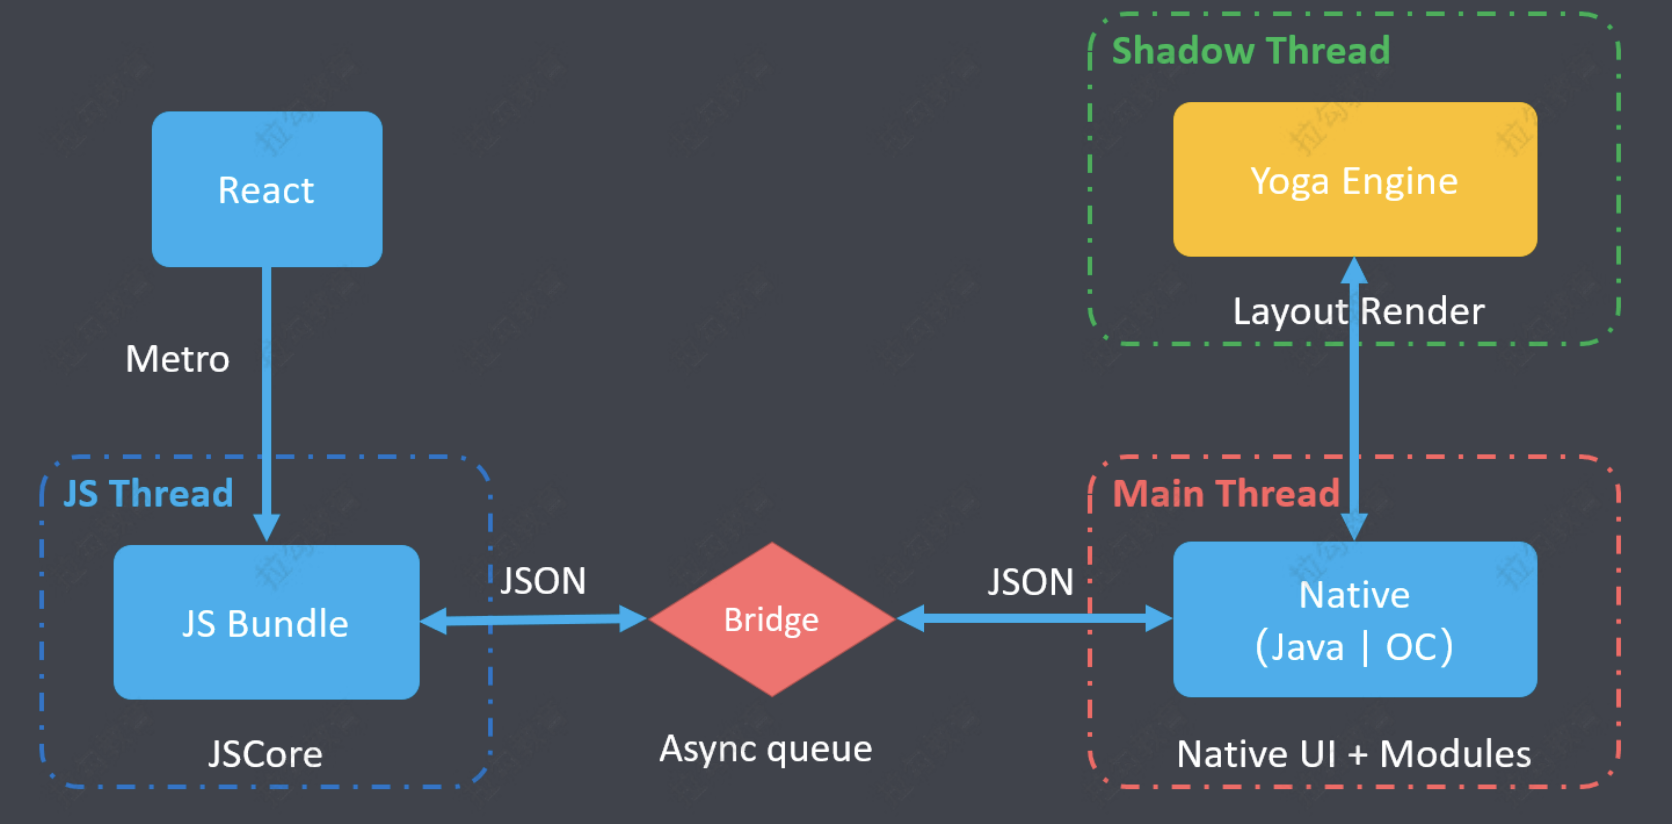 Shadow Thread
React
Yoga Engine
Layout Render
Metro
JS Thread
Main Thread
JSON
JSON
JS Bundle
Bridge
Native
(Java | OC)
JSCore
Async queue
Native UI + Modules